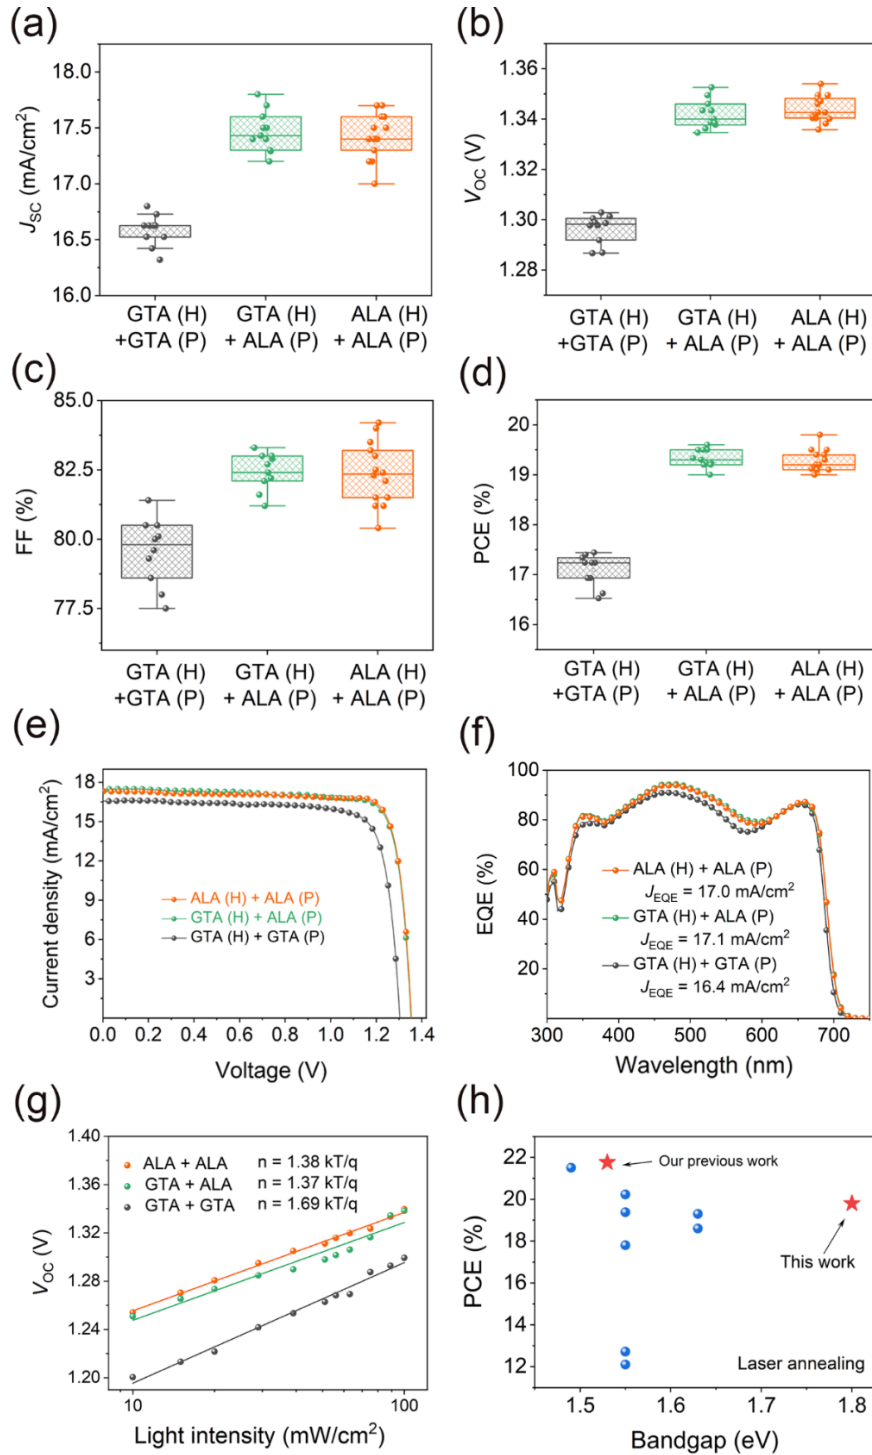 (a)
18.0
17.5
17.0
16.5
16.0
J_SC (mA/cm²)
GTA (H)
+GTA (P)
GTA (H)
+ ALA (P)
ALA (H)
+ ALA (P)
(b)
1.36
1.34
1.32
1.30
1.28
V_OC (V)
GTA (H)
+GTA (P)
GTA (H)
+ ALA (P)
ALA (H)
+ ALA (P)
(c)
85.0
82.5
80.0
77.5
FF (%)
GTA (H)
+GTA (P)
GTA (H)
+ ALA (P)
ALA (H)
+ ALA (P)
(d)
20
19
18
17
16
15
PCE (%)
GTA (H)
+GTA (P)
GTA (H)
+ ALA (P)
ALA (H)
+ ALA (P)
(e)
18
15
12
9
6
3
Current density (mA/cm²)
ALA (H) + ALA (P)
GTA (H) + ALA (P)
GTA (H) + GTA (P)
0.0 0.2 0.4 0.6 0.8 1.0 1.2 1.4
Voltage (V)
(f)
100
80
60
40
20
EQE (%)
ALA (H) + ALA (P)
J_EQE = 17.0 mA/cm²
GTA (H) + ALA (P)
J_EQE = 17.1 mA/cm²
GTA (H) + GTA (P)
J_EQE = 16.4 mA/cm²
300 400 500 600 700
Wavelength (nm)
(g)
1.40
1.36
1.32
1.28
1.24
1.20
V_OC (V)
ALA + ALA n = 1.38 kT/q
GTA + ALA n = 1.37 kT/q
GTA + GTA n = 1.69 kT/q
10 100
Light intensity (mW/cm²)
(h)
22
20
18
16
14
12
PCE (%)
Our previous work
This work
Laser annealing
1.5 1.6 1.7 1.8
Bandgap (eV)